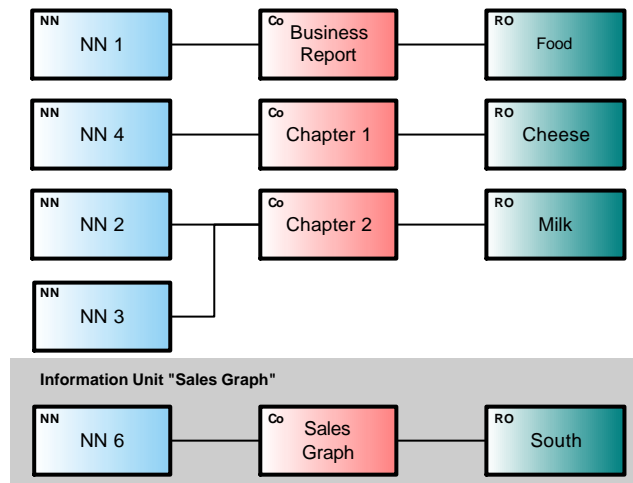 NN
NN 1
Co
Business
Report
RO
Food
NN
NN 4
Co
Chapter 1
RO
Cheese
NN
NN 2
Co
Chapter 2
RO
Milk
NN
NN 3
Information Unit "Sales Graph"
NN
NN 6
Co
Sales
Graph
RO
South